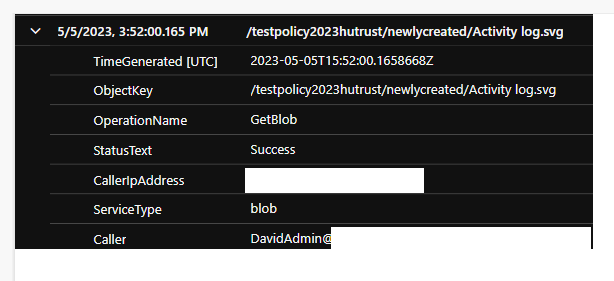 5/5/2023, 3:52:00.165 PM /testpolicy2023hutrust/newlycreated/Activity log.svg
TimeGenerated [UTC] 2023-05-05T15:52:00.1658668Z
ObjectKey /testpolicy2023hutrust/newlycreated/Activity log.svg
OperationName GetBlob
StatusText Success
CallerIpAddress
ServiceType blob
Caller DavidAdmin@